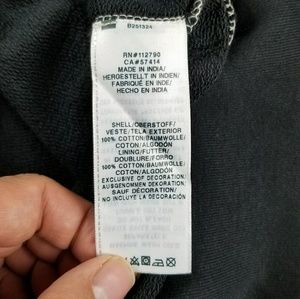 B251324
RN#112790
CA#57414
MADE IN INDIA/
HERGESTELLT IN INDIEN/
FABRIQUÉ EN INDE/
HECHO EN INDIA
SHELL/OBERSTOFF/
VESTE/TELA EXTERIOR
100% COTTON/BAUMWOLLE/
COTON/ALGODÓN
LINING/FUTTER/
DOUBLURE/FORRO
100% COTTON/BAUMWOLLE/
COTON/ALGODÓN
EXCLUSIVE OF DECORATION/
AUSGENOMMEN DEKORATION/
SAUF DÉCORATION/
NO INCLUYE LA DECORACIÓN